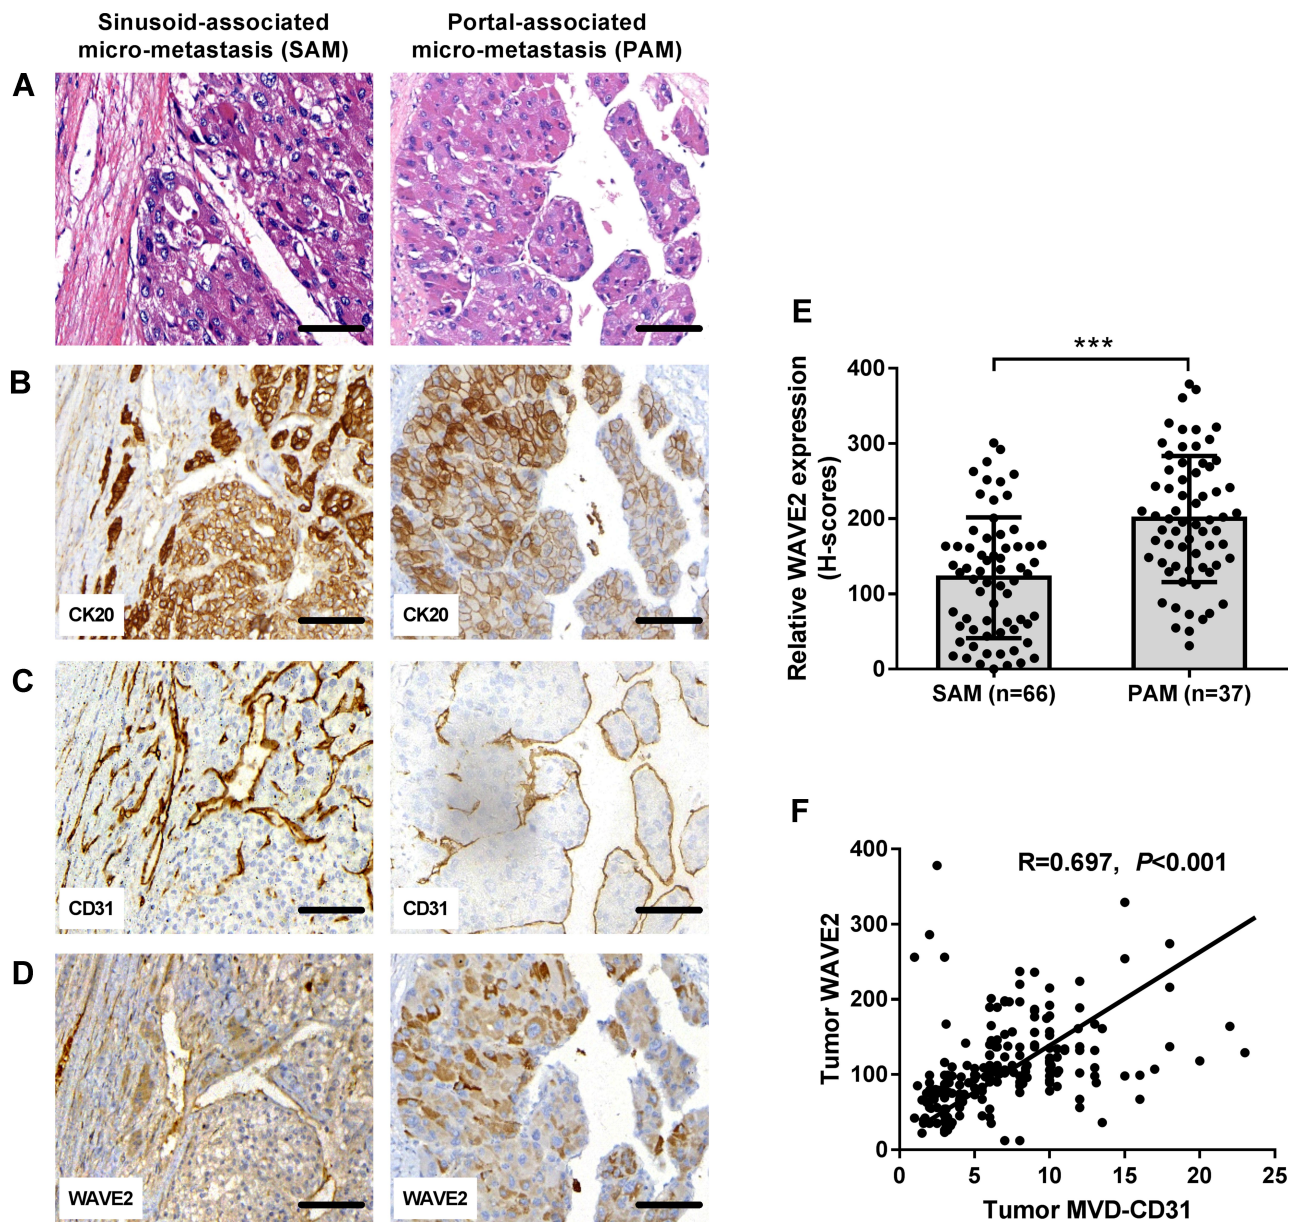 Sinusoid-associated
micro-metastasis (SAM)
Portal-associated
micro-metastasis (PAM)
A
B
CK20
CK20
C
CD31
CD31
D
WAVE2
WAVE2
E
***
Relative WAVE2 expression
(H-scores)
400
300
200
100
0
SAM (n=66)
PAM (n=37)
F
R=0.697, P<0.001
Tumor WAVE2
400
300
200
100
0
0 5 10 15 20 25
Tumor MVD-CD31